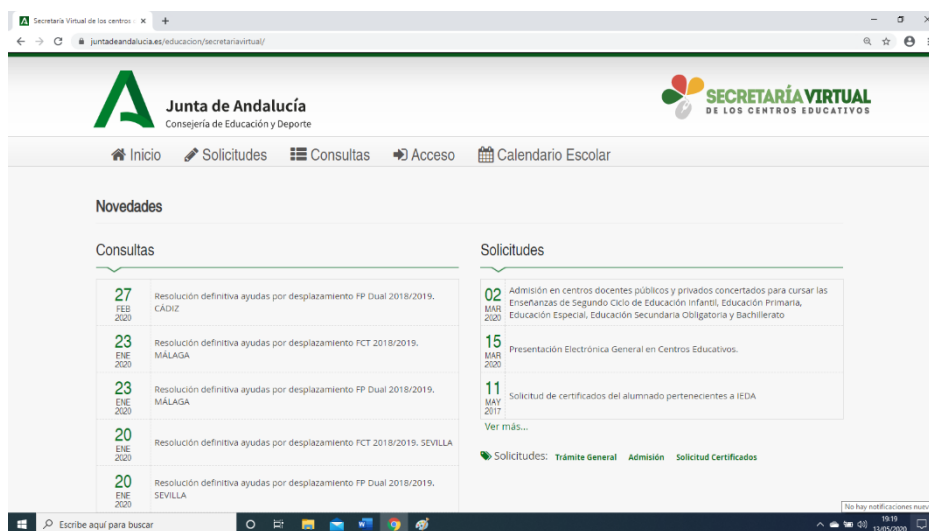 Secretaría Virtual de los centros
juntadeandalucia.es/educacion/secretariavirtual/
Junta de Andalucía
Consejería de Educación y Deporte
SECRETARÍA VIRTUAL
DE LOS CENTROS EDUCATIVOS
Inicio Solicitudes Consultas Acceso Calendario Escolar
Novedades
Consultas
27
FEB
2020
Resolución definitiva ayudas por desplazamiento FP Dual 2018/2019.
CÁDIZ
23
ENE
2020
Resolución definitiva ayudas por desplazamiento FCT 2018/2019.
MÁLAGA
23
ENE
2020
Resolución definitiva ayudas por desplazamiento FP Dual 2018/2019.
MÁLAGA
20
ENE
2020
Resolución definitiva ayudas por desplazamiento FCT 2018/2019. SEVILLA
20
ENE
2020
Resolución definitiva ayudas por desplazamiento FP Dual 2018/2019.
SEVILLA
Solicitudes
02
MAR
2020
Admisión en centros docentes públicos y privados concertados para cursar las
Enseñanzas de Segundo Ciclo de Educación Infantil, Educación Primaria,
Educación Especial, Educación Secundaria Obligatoria y Bachillerato
15
MAR
2020
Presentación Electrónica General en Centros Educativos.
11
MAY
2017
Solicitud de certificados del alumnado pertenecientes a IEDA
Ver más...
Solicitudes: Trámite General Admisión Solicitud Certificados
No hay notificaciones nuev
Escribe aquí para buscar
19:19
13/05/2020